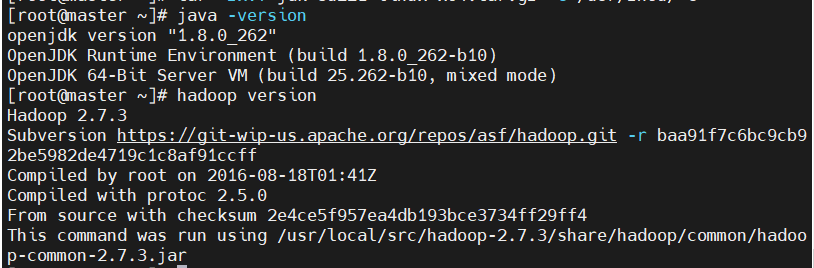 [root@master ~]# java -version
openjdk version "1.8.0_262"
OpenJDK Runtime Environment (build 1.8.0_262-b10)
OpenJDK 64-Bit Server VM (build 25.262-b10, mixed mode)
[root@master ~]# hadoop version
Hadoop 2.7.3
Subversion https://git-wip-us.apache.org/repos/asf/hadoop.git -r baa91f7c6bc9cb9
2be5982de4719c1c8af91ccff
Compiled by root on 2016-08-18T01:41Z
Compiled with protoc 2.5.0
From source with checksum 2e4ce5f957ea4db193bce3734ff29ff4
This command was run using /usr/local/src/hadoop-2.7.3/share/hadoop/common/hadoo
p-common-2.7.3.jar